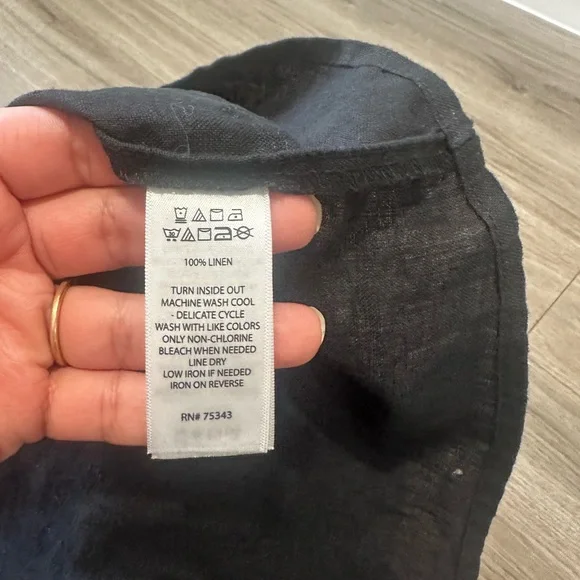 100% LINEN
TURN INSIDE OUT
MACHINE WASH COOL
- DELICATE CYCLE
WASH WITH LIKE COLORS
ONLY NON-CHLORINE
BLEACH WHEN NEEDED
LINE DRY
LOW IRON IF NEEDED
IRON ON REVERSE
RN# 75343